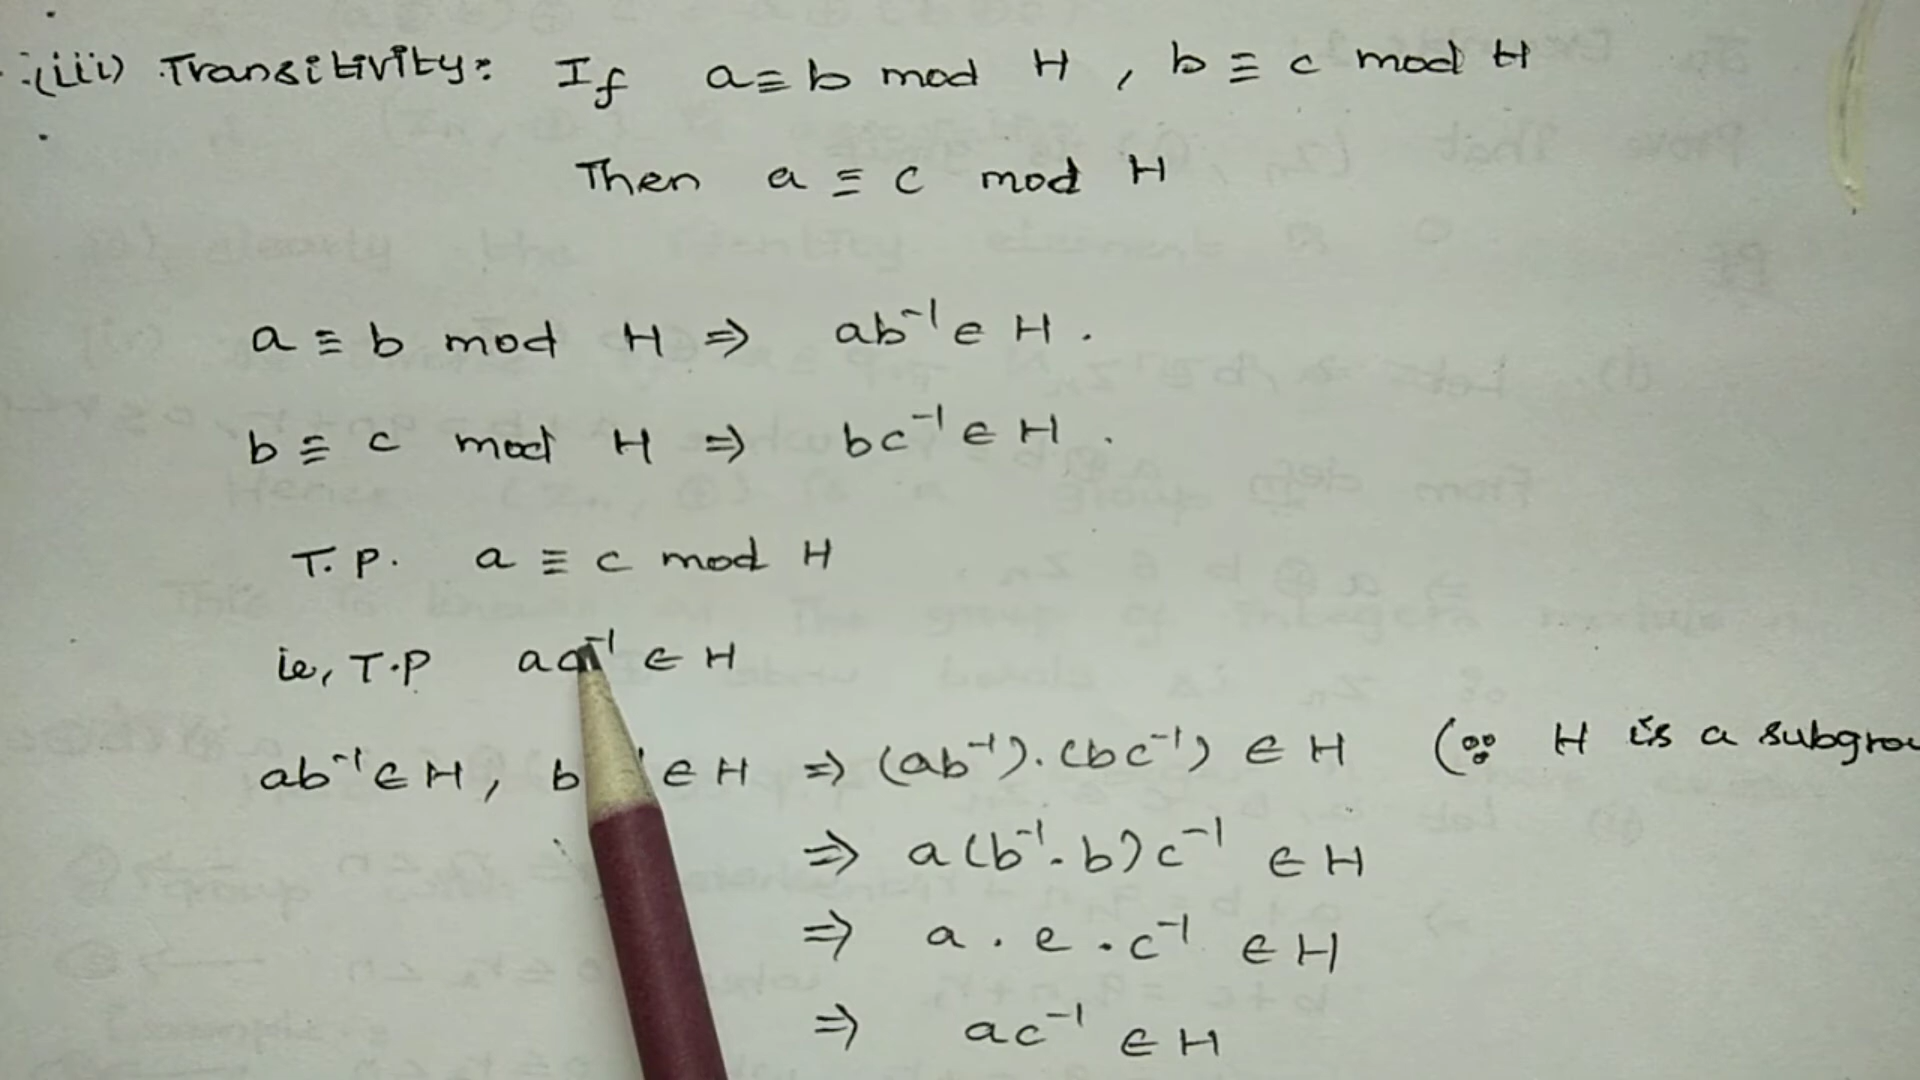 (iii) Transitivity: If a ≡ b mod H, b ≡ c mod H
Then a ≡ c mod H
a ≡ b mod H ⇒ ab⁻¹ ∈ H.
b ≡ c mod H ⇒ bc⁻¹ ∈ H.
T.P. a ≡ c mod H
ie, T.P ac⁻¹ ∈ H
ab⁻¹ ∈ H, b ∈ H ⇒ (ab⁻¹).(bc⁻¹) ∈ H (∵ H is a subgrou
⇒ a(b⁻¹.b)c⁻¹ ∈ H
⇒ a.e.c⁻¹ ∈ H
⇒ ac⁻¹ ∈ H